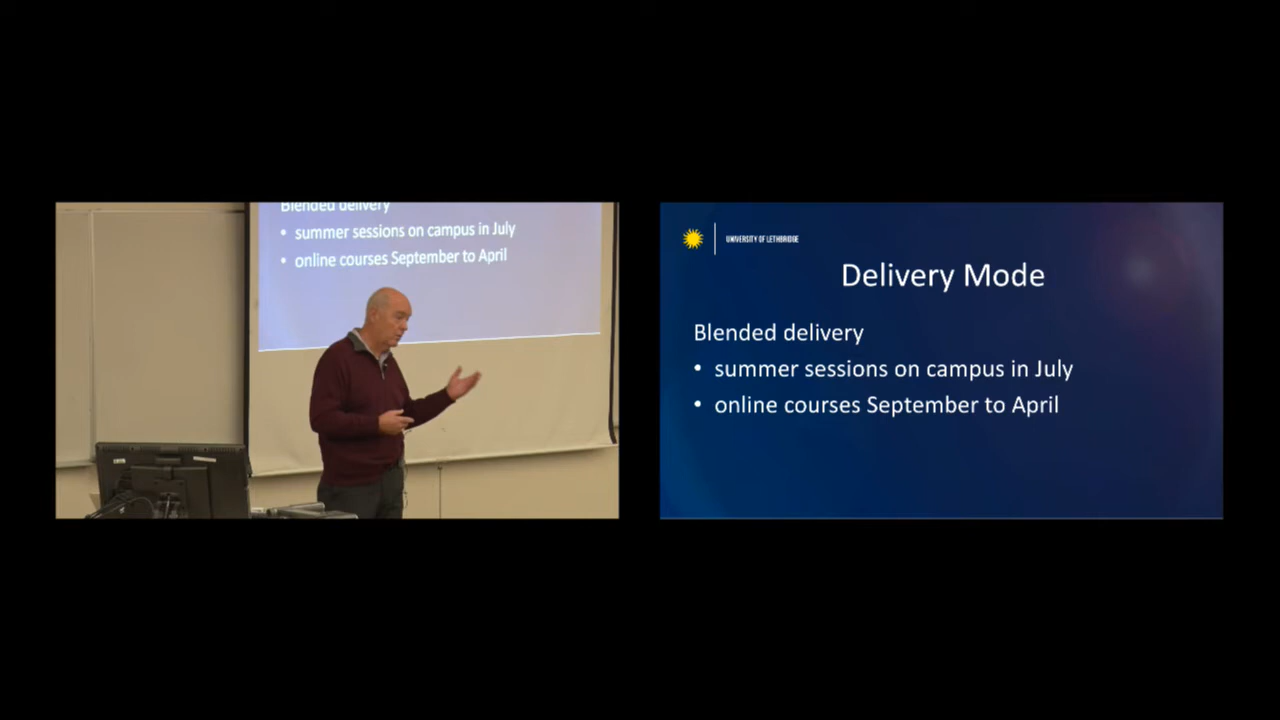 Blended delivery
• summer sessions on campus in July
• online courses September to April
UNIVERSITY OF LETHBRIDGE
Delivery Mode
Blended delivery
• summer sessions on campus in July
• online courses September to April